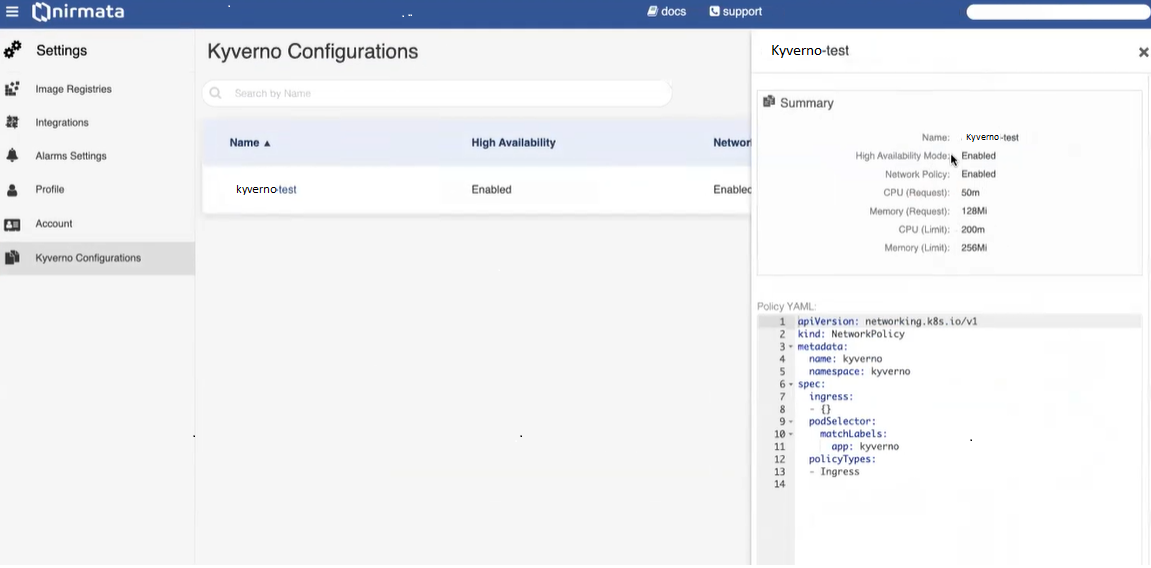 nirmata
docs
support
Settings
Image Registries
Integrations
Alarms Settings
Profile
Account
Kyverno Configurations
Kyverno Configurations
Search by Name
Name ▲ High Availability Networ
kyverno-test Enabled Enabled
Kyverno-test
×
Summary
Name: Kyverno-test
High Availability Mode: Enabled
Network Policy: Enabled
CPU (Request): 50m
Memory (Request): 128Mi
CPU (Limit): 200m
Memory (Limit): 256Mi
Policy YAML:
1 apiVersion: networking.k8s.io/v1
2 kind: NetworkPolicy
3 metadata:
4 name: kyverno
5 namespace: kyverno
6 spec:
7 ingress:
8 - {}
9 podSelector:
10 matchLabels:
11 app: kyverno
12 policyTypes:
13 - Ingress
14